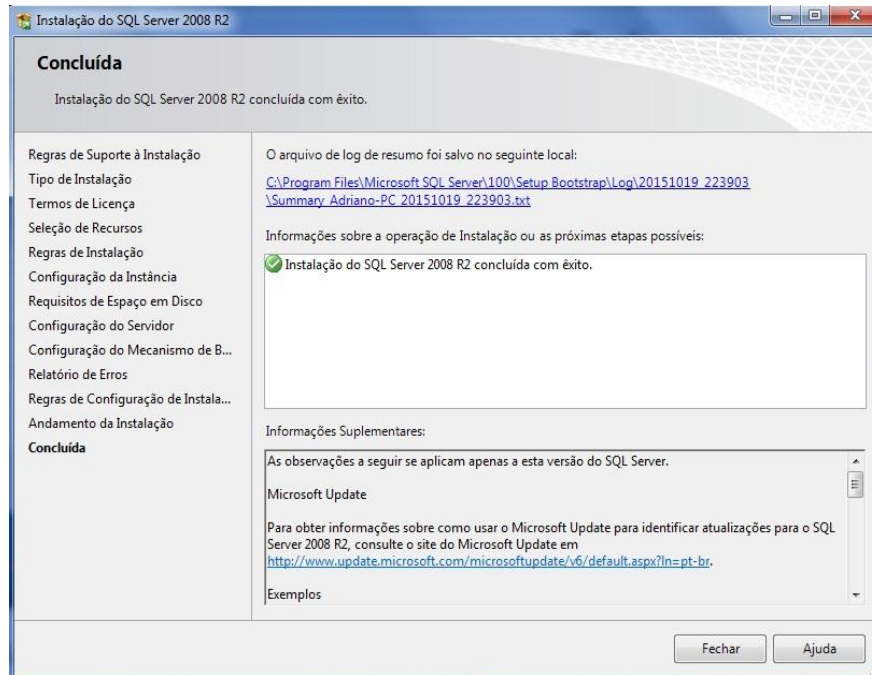 Instalação do SQL Server 2008 R2
Concluída
Instalação do SQL Server 2008 R2 concluída com êxito.
Regras de Suporte à Instalação
Tipo de Instalação
Termos de Licença
Seleção de Recursos
Regras de Instalação
Configuração da Instância
Requisitos de Espaço em Disco
Configuração do Servidor
Configuração do Mecanismo de B...
Relatório de Erros
Regras de Configuração de Instala...
Andamento da Instalação
Concluída
O arquivo de log de resumo foi salvo no seguinte local:
C:\Program Files\Microsoft SQL Server\100\Setup Bootstrap\Log\20151019_223903
\Summary_Adriano-PC_20151019_223903.txt
Informações sobre a operação de Instalação ou as próximas etapas possíveis:
Instalação do SQL Server 2008 R2 concluída com êxito.
Informações Suplementares:
As observações a seguir se aplicam apenas a esta versão do SQL Server.
Microsoft Update
Para obter informações sobre como usar o Microsoft Update para identificar atualizações para o SQL
Server 2008 R2, consulte o site do Microsoft Update em
http://www.update.microsoft.com/microsoftupdate/v6/default.aspx?ln=pt-br.
Exemplos
Fechar
Ajuda